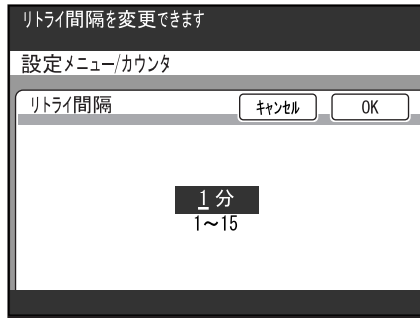 リトライ間隔を変更できます
設定メニュー/カウンタ
リトライ間隔
キャンセル
OK
1分
1～15